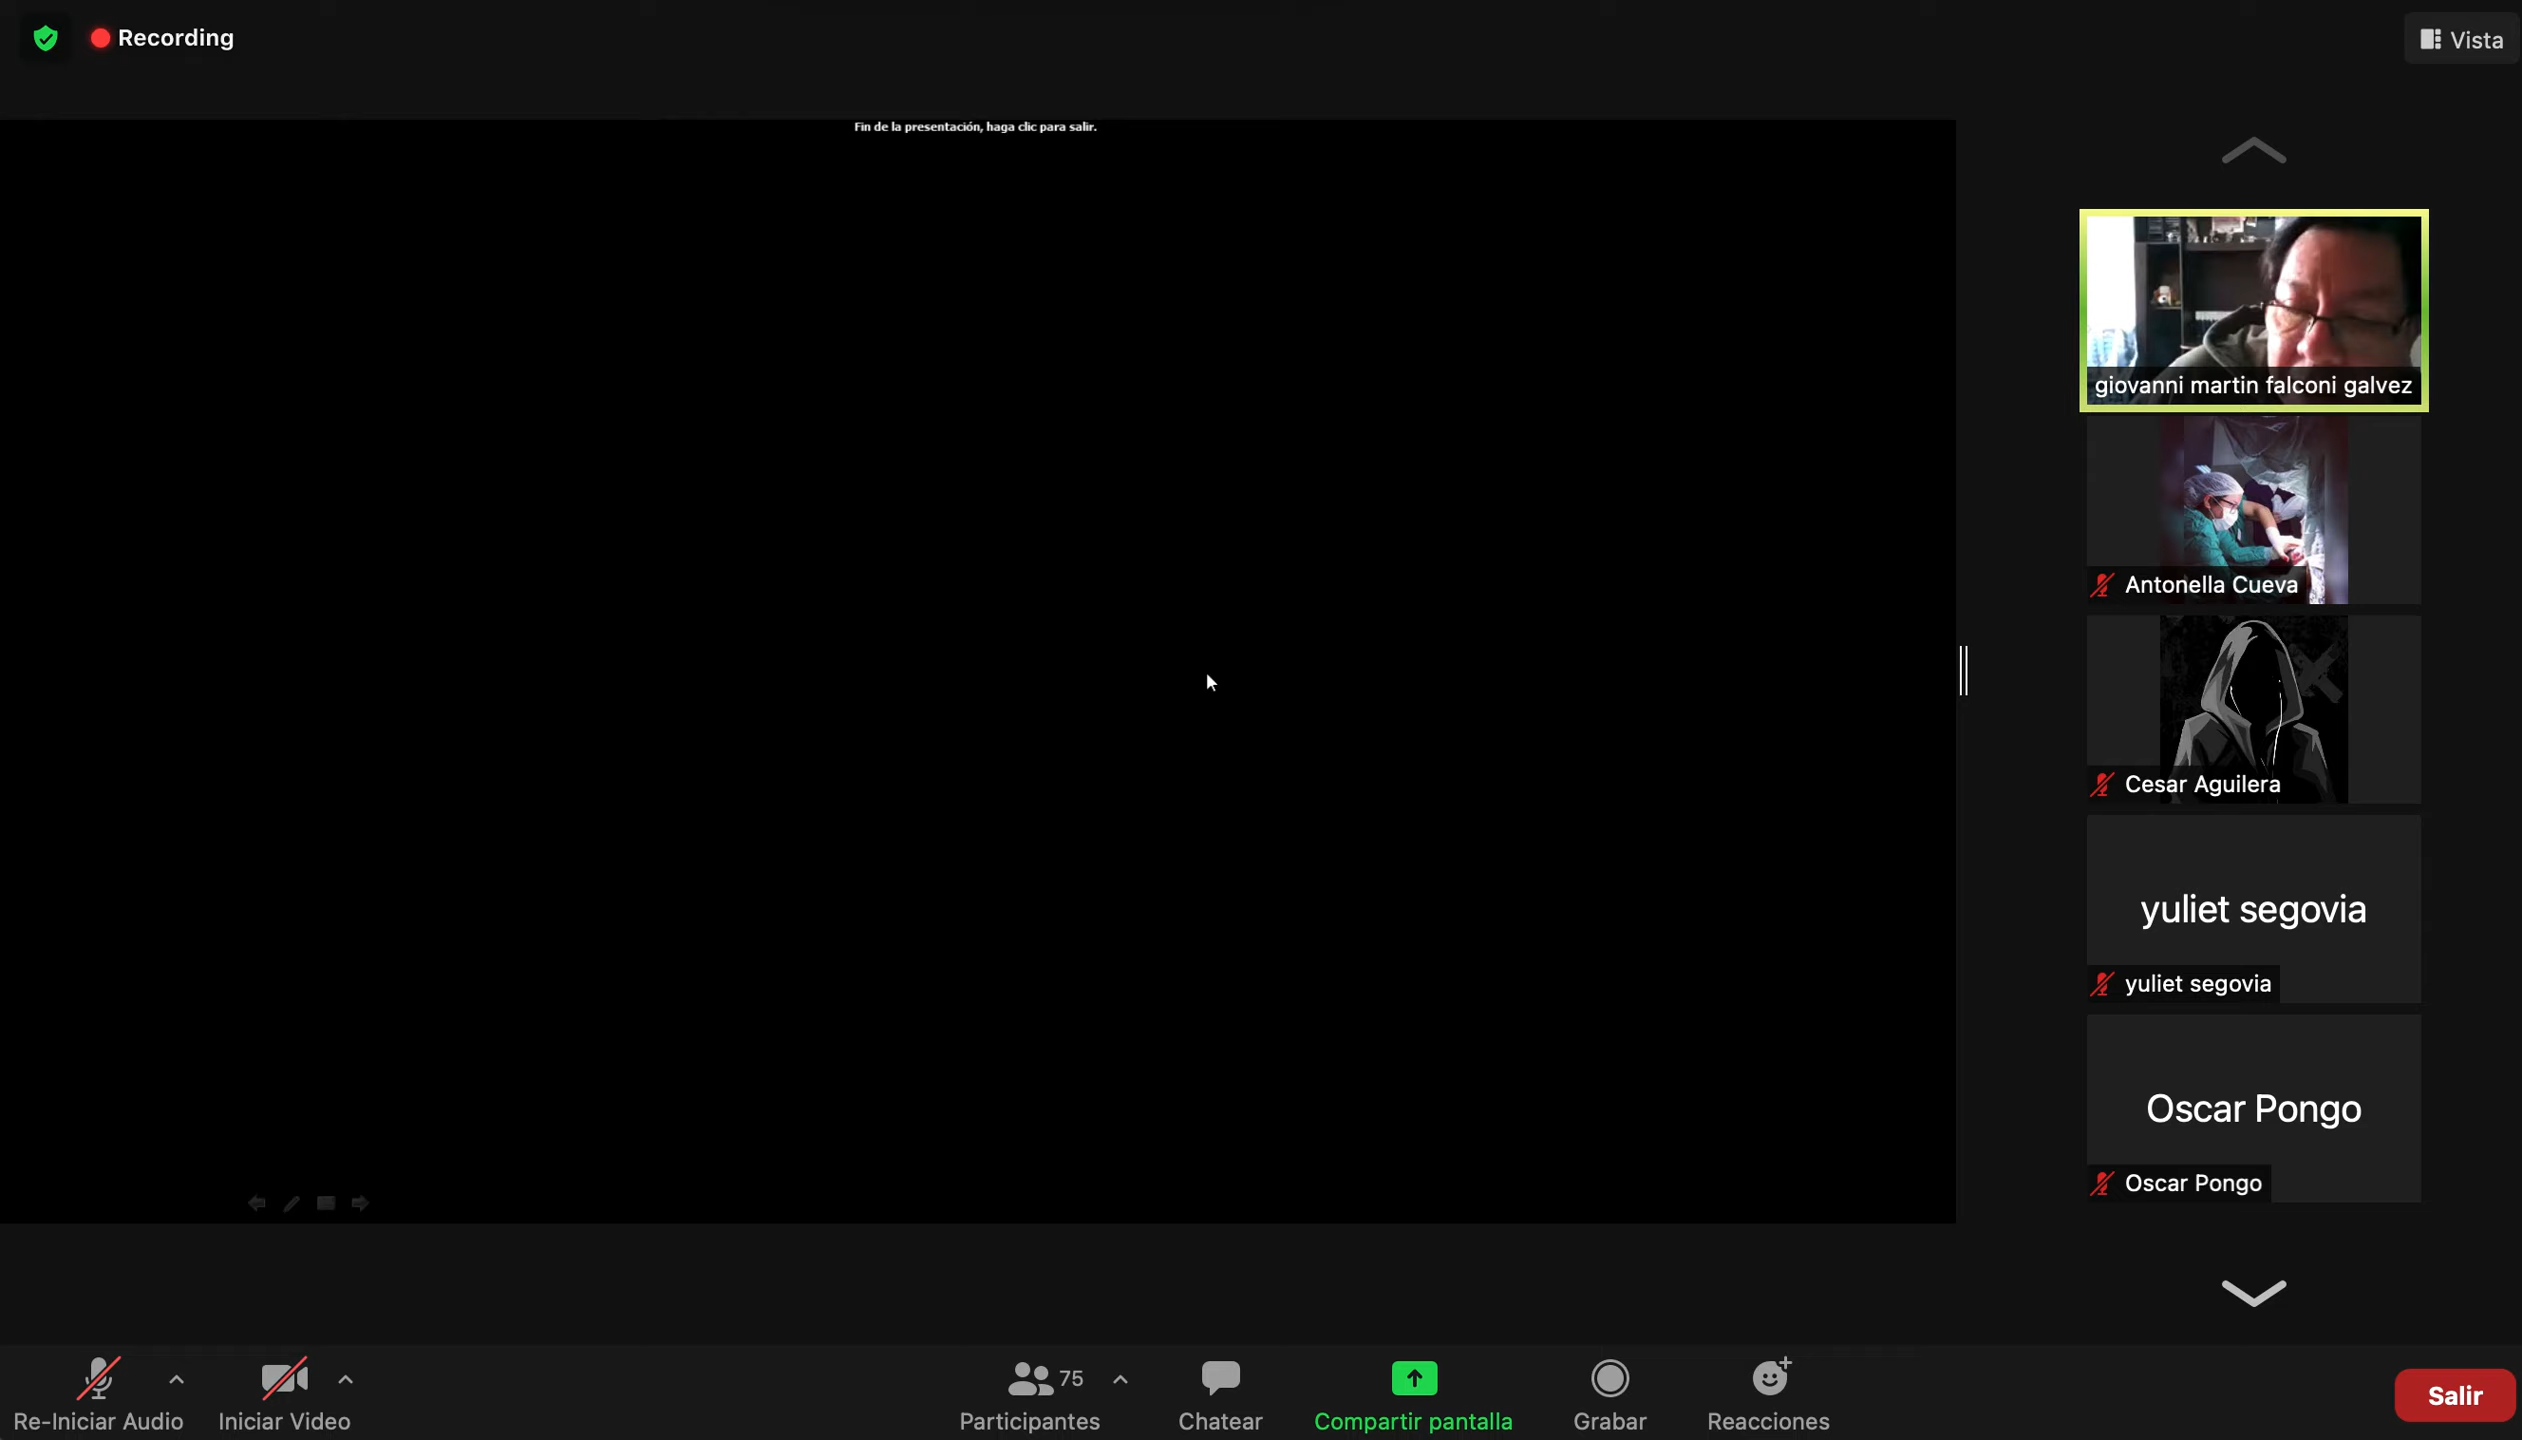 Recording
Vista
Fin de la presentación, haga clic para salir.
giovanni martin falconi galvez
Antonella Cueva
Cesar Aguilera
yuliet segovia
yuliet segovia
Oscar Pongo
Oscar Pongo
Re-Iniciar Audio
Iniciar Video
75
Participantes
Chatear
Compartir pantalla
Grabar
Reacciones
Salir